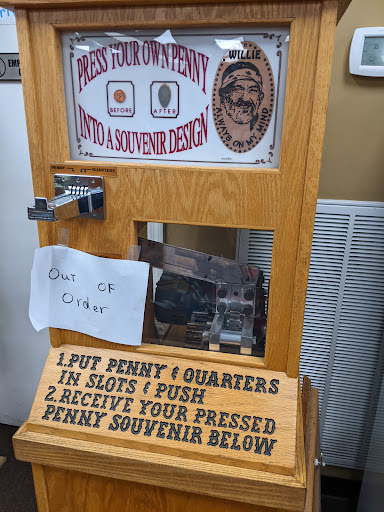 PRESS YOUR OWN PENNY
WILLIE
BEFORE
AFTER
ALWAYS ON MY MIND
INTO A SOUVENIR DESIGN
PENNY QUARTERS
Out OF
Order
1. PUT PENNY & QUARTERS
IN SLOTS & PUSH
2. RECEIVE YOUR PRESSED
PENNY SOUVENIR BELOW